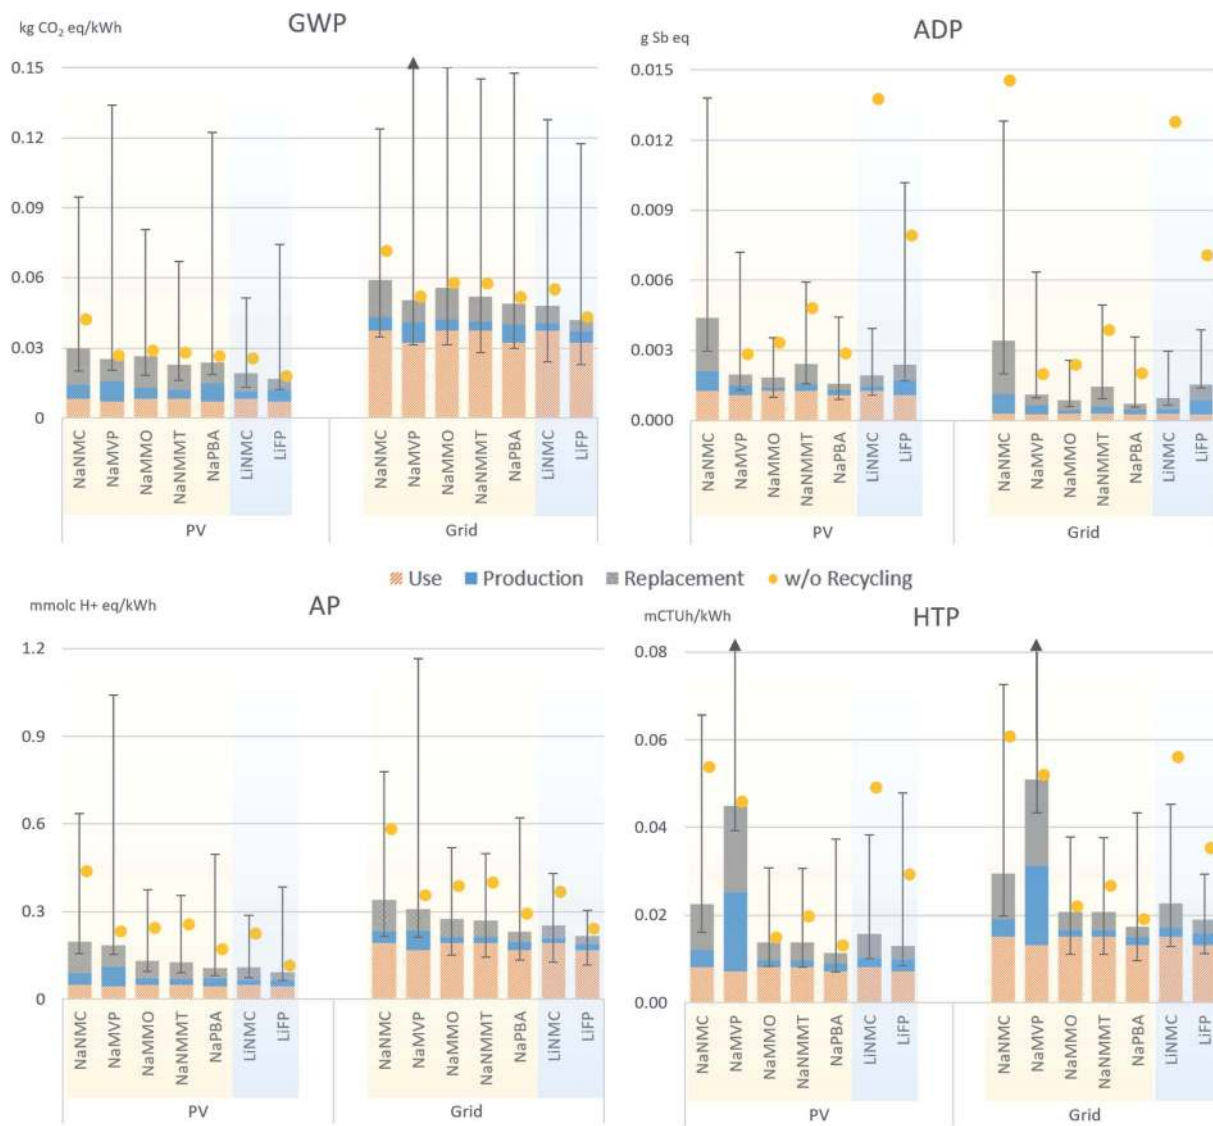 GWP
kg CO₂ eq/kWh
0.15
0.12
0.09
0.06
0.03
0
NaNMC
NaMVP
NaMMO
NaNMMT
NaPBA
LiNMC
LiFP
NaNMC
NaMVP
NaMMO
NaNMMT
NaPBA
LiNMC
LiFP
PV
Grid
ADP
g Sb eq
0.015
0.012
0.009
0.006
0.003
0.000
NaNMC
NaMVP
NaMMO
NaNMMT
NaPBA
LiNMC
LiFP
NaNMC
NaMVP
NaMMO
NaNMMT
NaPBA
LiNMC
LiFP
PV
Grid
Use Production Replacement w/o Recycling
AP
mmolc H+ eq/kWh
1.2
0.9
0.6
0.3
0
NaNMC
NaMVP
NaMMO
NaNMMT
NaPBA
LiNMC
LiFP
NaNMC
NaMVP
NaMMO
NaNMMT
NaPBA
LiNMC
LiFP
PV
Grid
HTP
mCTUh/kWh
0.08
0.06
0.04
0.02
0.00
NaNMC
NaMVP
NaMMO
NaNMMT
NaPBA
LiNMC
LiFP
NaNMC
NaMVP
NaMMO
NaNMMT
NaPBA
LiNMC
LiFP
PV
Grid